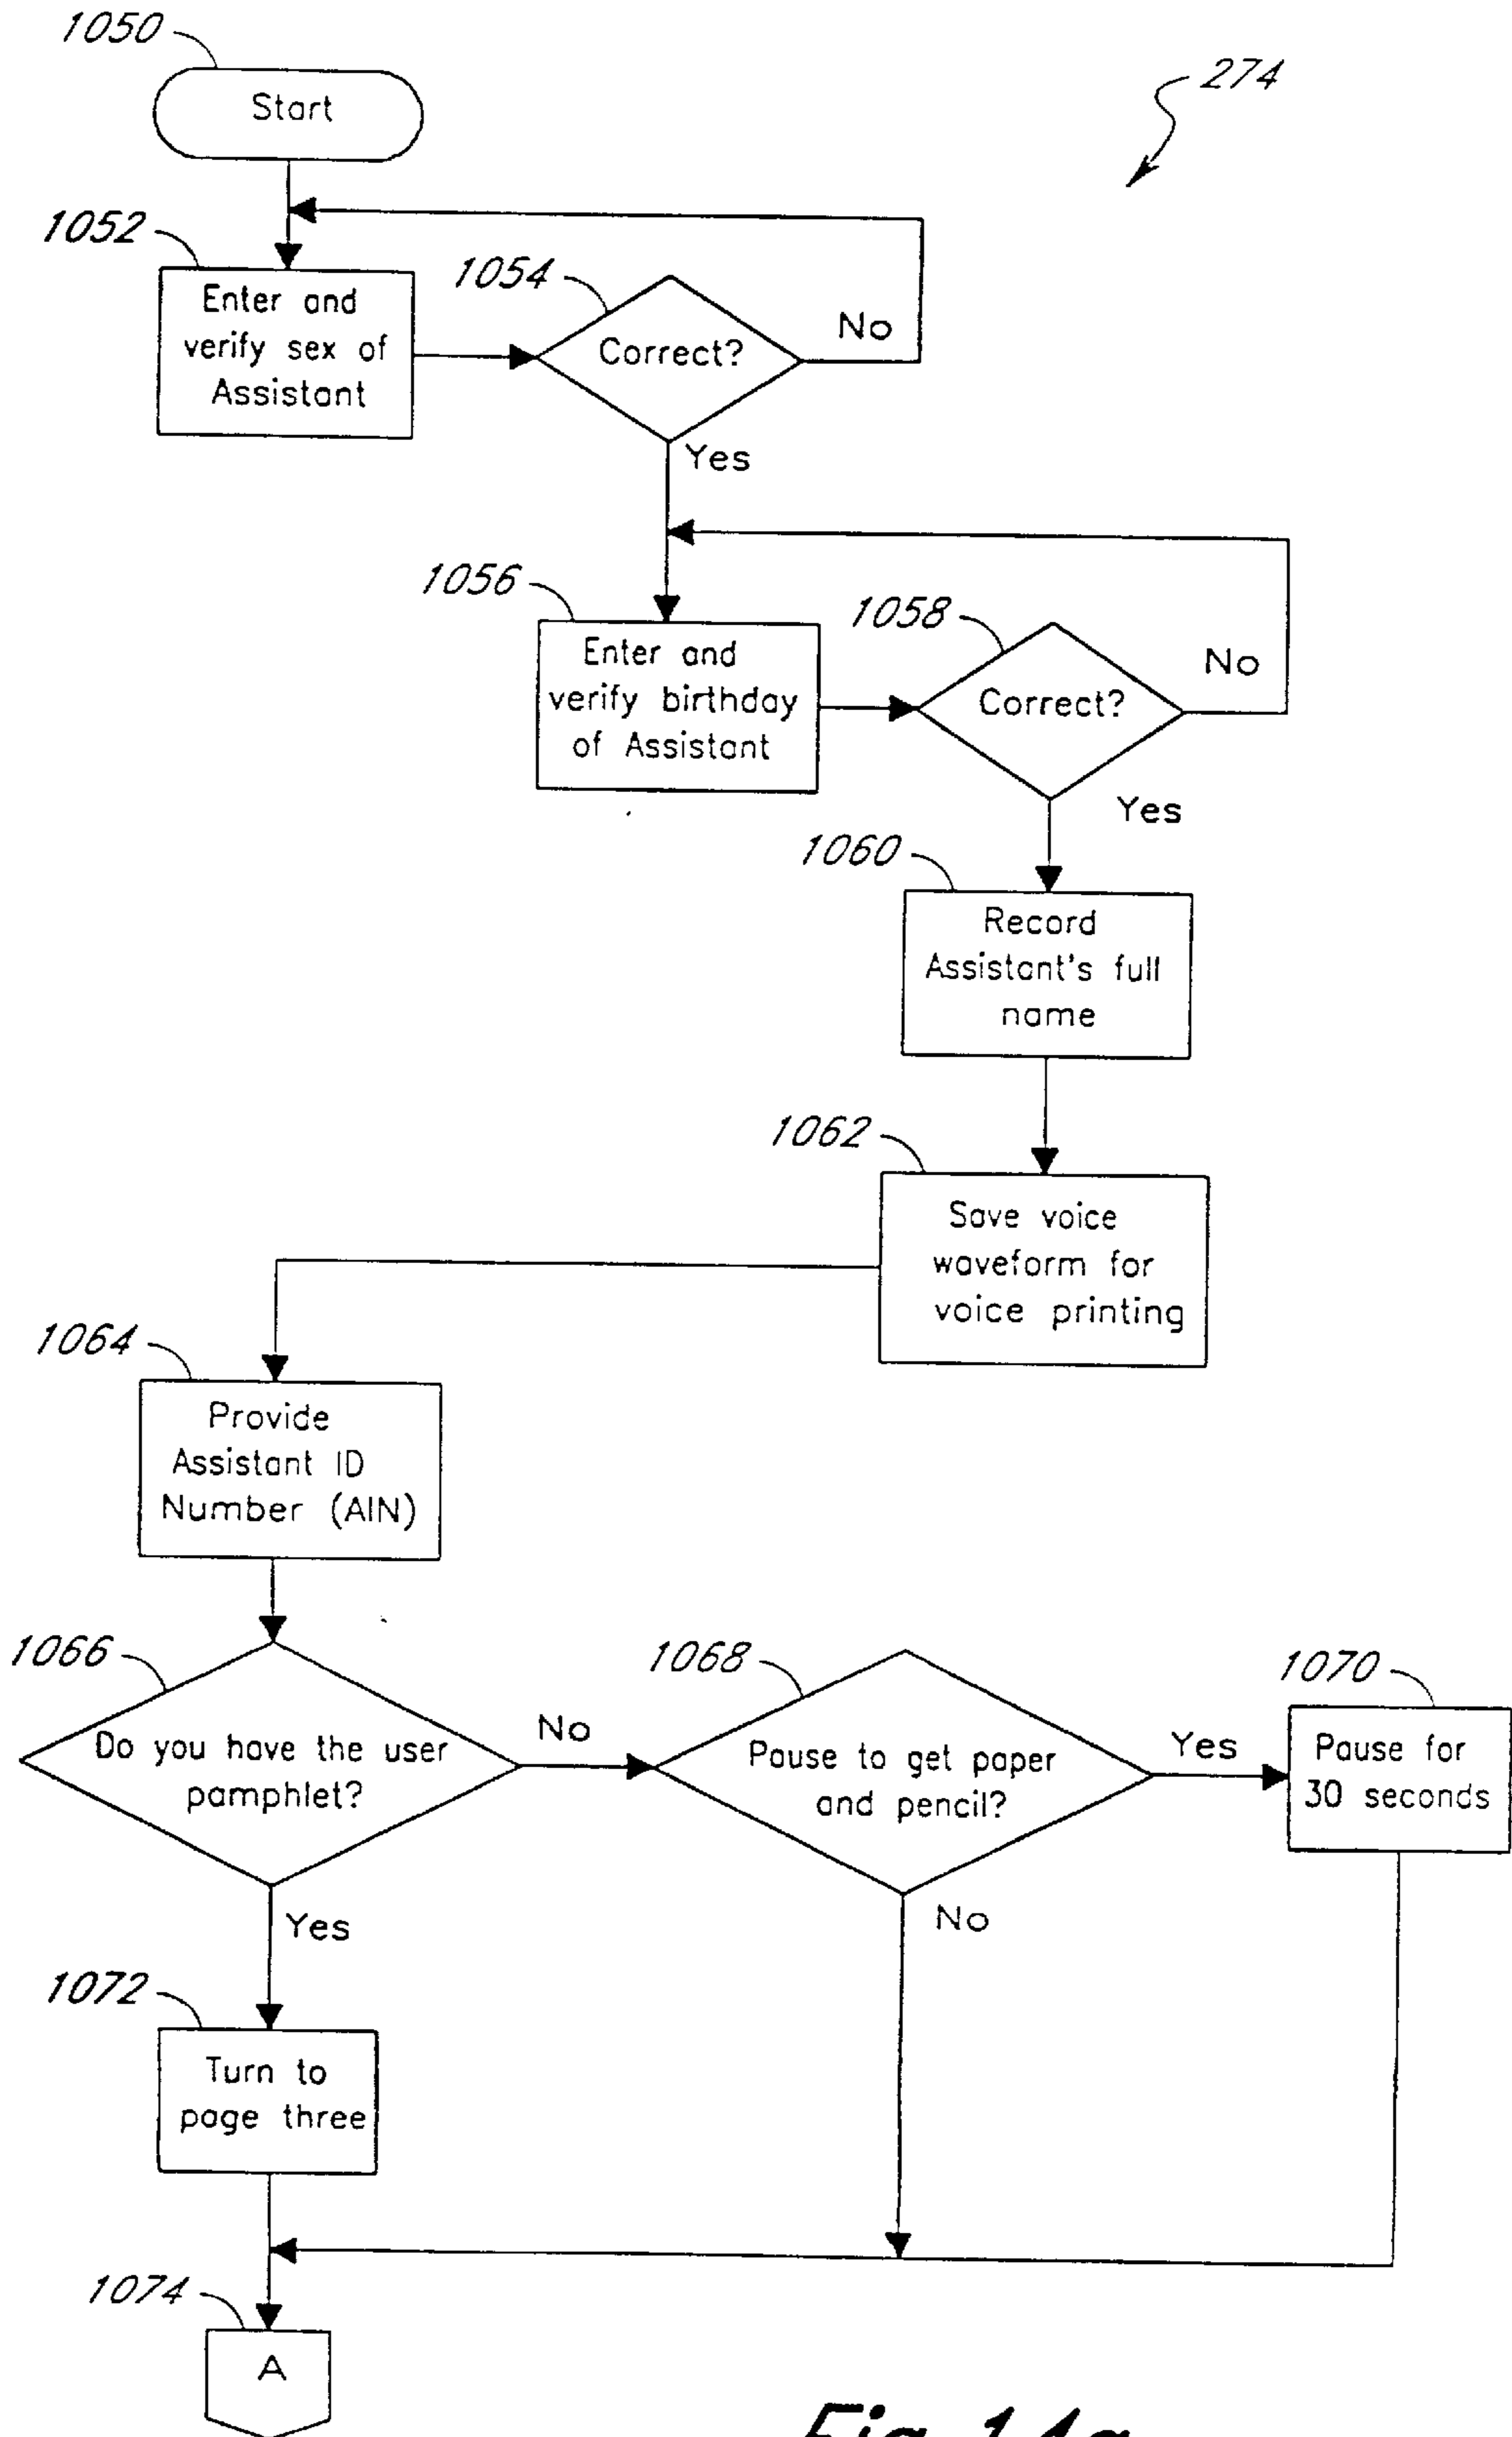 1050
Start
274
1052
Enter and
verify sex of
Assistant
1054
Correct?
No
Yes
1056
Enter and
verify birthday
of Assistant
1058
Correct?
No
Yes
1060
Record
Assistant's full
name
1062
Save voice
waveform for
voice printing
1064
Provide
Assistant ID
Number (AIN)
1066
Do you have the user
pamphlet?
No
Yes
1068
Pause to get paper
and pencil?
Yes
No
1070
Pause for
30 seconds
1072
Turn to
page three
1074
A